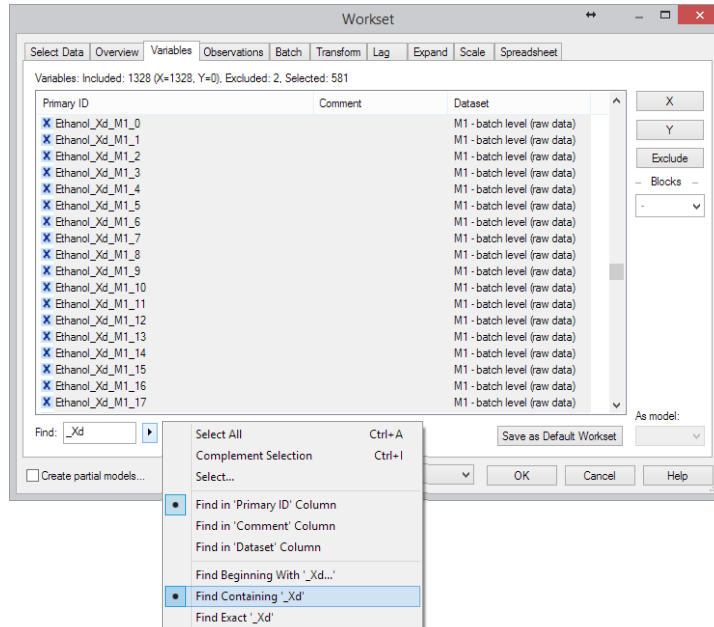 Workset
Select Data Overview Variables Observations Batch Transform Lag Expand Scale Spreadsheet
Variables: Included: 1328 (X=1328, Y=0), Excluded: 2, Selected: 581
Primary ID Comment Dataset
X Ethanol_Xd_M1_0 M1 - batch level (raw data)
X Ethanol_Xd_M1_1 M1 - batch level (raw data)
X Ethanol_Xd_M1_2 M1 - batch level (raw data)
X Ethanol_Xd_M1_3 M1 - batch level (raw data)
X Ethanol_Xd_M1_4 M1 - batch level (raw data)
X Ethanol_Xd_M1_5 M1 - batch level (raw data)
X Ethanol_Xd_M1_6 M1 - batch level (raw data)
X Ethanol_Xd_M1_7 M1 - batch level (raw data)
X Ethanol_Xd_M1_8 M1 - batch level (raw data)
X Ethanol_Xd_M1_9 M1 - batch level (raw data)
X Ethanol_Xd_M1_10 M1 - batch level (raw data)
X Ethanol_Xd_M1_11 M1 - batch level (raw data)
X Ethanol_Xd_M1_12 M1 - batch level (raw data)
X Ethanol_Xd_M1_13 M1 - batch level (raw data)
X Ethanol_Xd_M1_14 M1 - batch level (raw data)
X Ethanol_Xd_M1_15 M1 - batch level (raw data)
X Ethanol_Xd_M1_16 M1 - batch level (raw data)
X Ethanol_Xd_M1_17 M1 - batch level (raw data)
X
Y
Exclude
Blocks
-
As model:
Find: _Xd
Save as Default Workset
Create partial models...
OK Cancel Help
Select All Ctrl+A
Complement Selection Ctrl+I
Select...
Find in 'Primary ID' Column
Find in 'Comment' Column
Find in 'Dataset' Column
Find Beginning With '_Xd...'
Find Containing '_Xd'
Find Exact '_Xd'